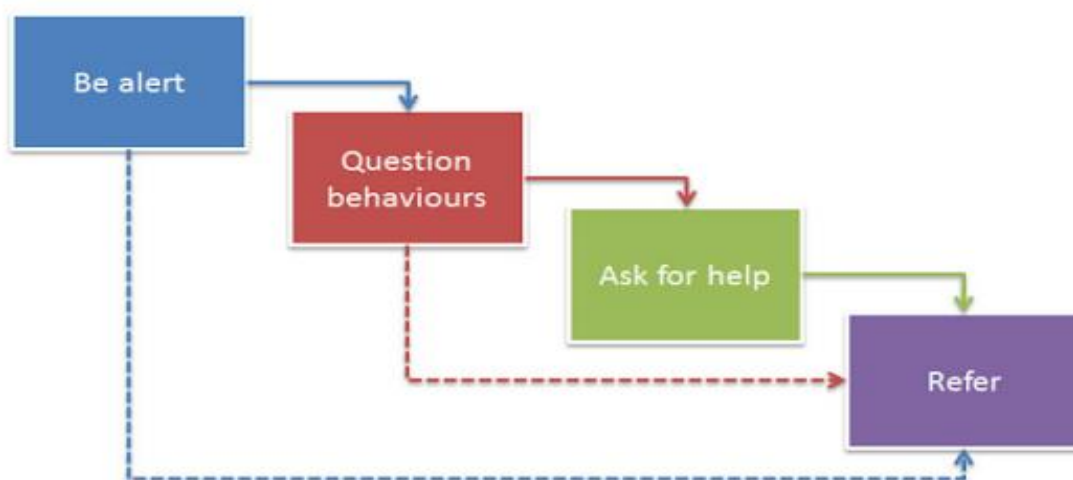 Be alert
Question
behaviours
Ask for help
Refer